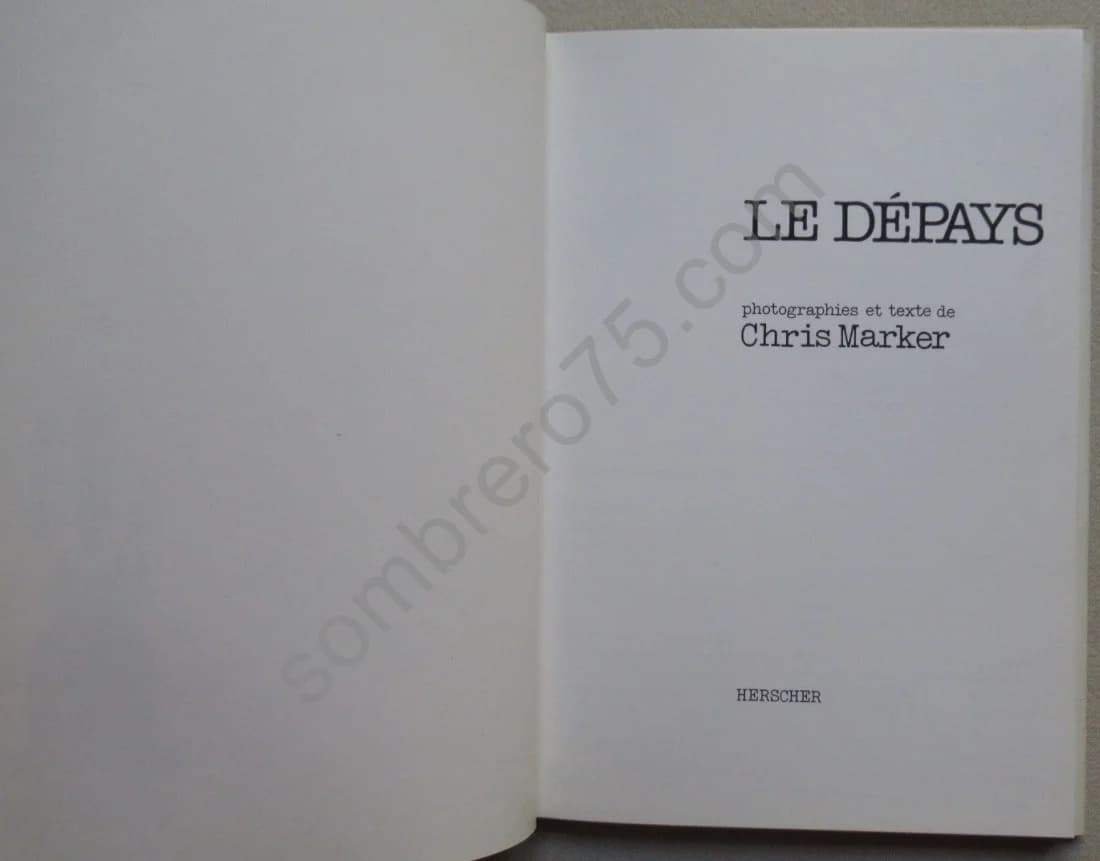 LE DÉPAYS
photographies et texte de
Chris Marker
sombrero75.com
HERSCHER